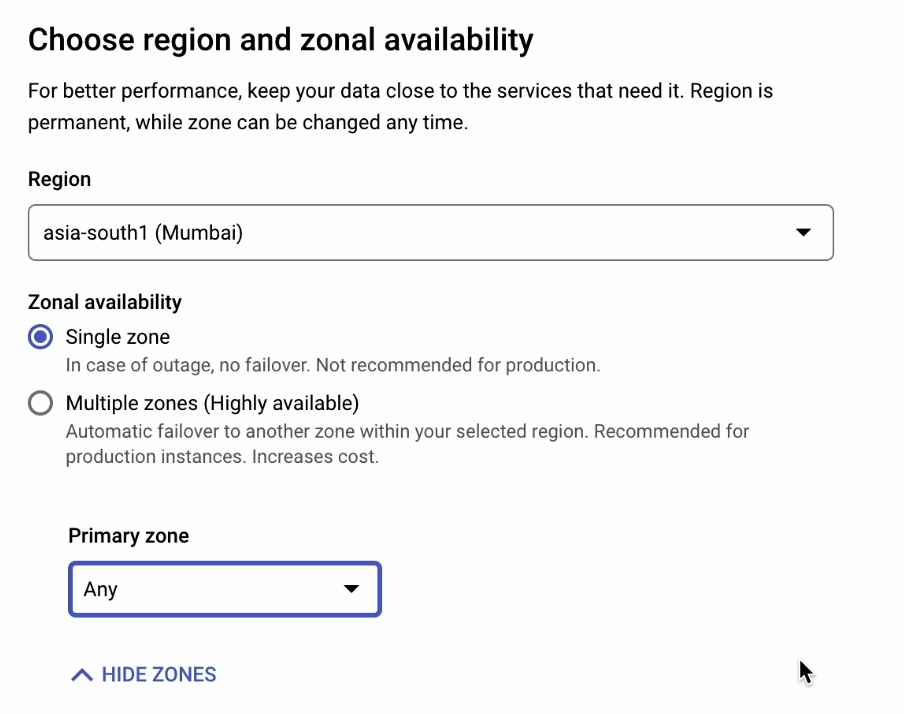 Choose region and zonal availability
For better performance, keep your data close to the services that need it. Region is
permanent, while zone can be changed any time.
Region
asia-south1 (Mumbai)
Zonal availability
Single zone
In case of outage, no failover. Not recommended for production.
Multiple zones (Highly available)
Automatic failover to another zone within your selected region. Recommended for
production instances. Increases cost.
Primary zone
Any
HIDE ZONES